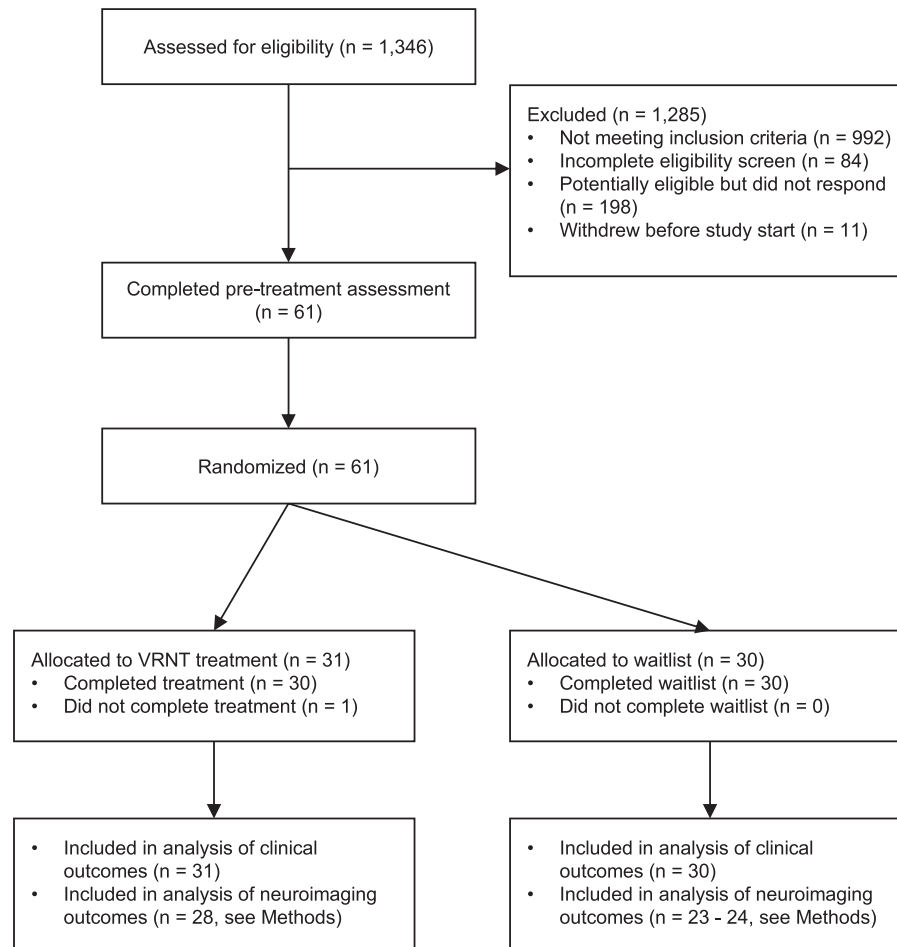 Assessed for eligibility (n = 1,346)
Excluded (n = 1,285)
• Not meeting inclusion criteria (n = 992)
• Incomplete eligibility screen (n = 84)
• Potentially eligible but did not respond
(n = 198)
• Withdrew before study start (n = 11)
Completed pre-treatment assessment
(n = 61)
Randomized (n = 61)
Allocated to VRNT treatment (n = 31)
• Completed treatment (n = 30)
• Did not complete treatment (n = 1)
Allocated to waitlist (n = 30)
• Completed waitlist (n = 30)
• Did not complete waitlist (n = 0)
• Included in analysis of clinical
outcomes (n = 31)
• Included in analysis of neuroimaging
outcomes (n = 28, see Methods)
• Included in analysis of clinical
outcomes (n = 30)
• Included in analysis of neuroimaging
outcomes (n = 23 - 24, see Methods)